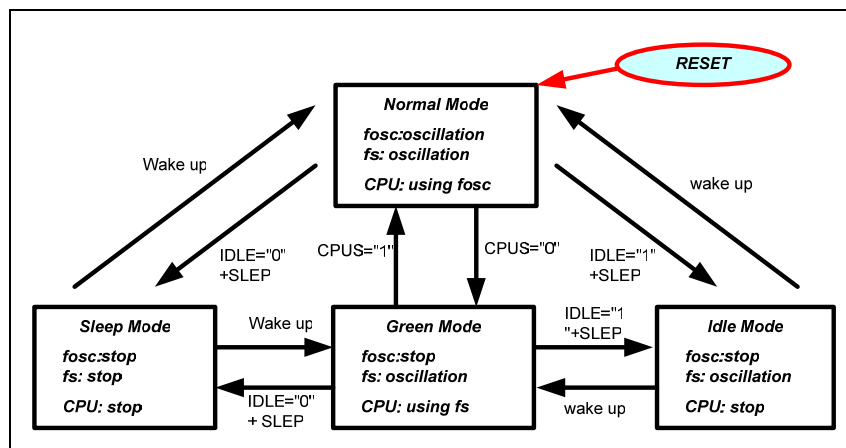 RESET
Normal Mode
fosc:oscillation
fs: oscillation
CPU: using fosc
Wake up
wake up
IDLE="0"
+SLEP
CPUS="1"
CPUS="0"
IDLE="1"
+SLEP
Sleep Mode
fosc:stop
fs: stop
CPU: stop
Wake up
IDLE="0"
+ SLEP
Green Mode
fosc:stop
fs: oscillation
CPU: using fs
IDLE="1
"+SLEP
wake up
Idle Mode
fosc:stop
fs: oscillation
CPU: stop